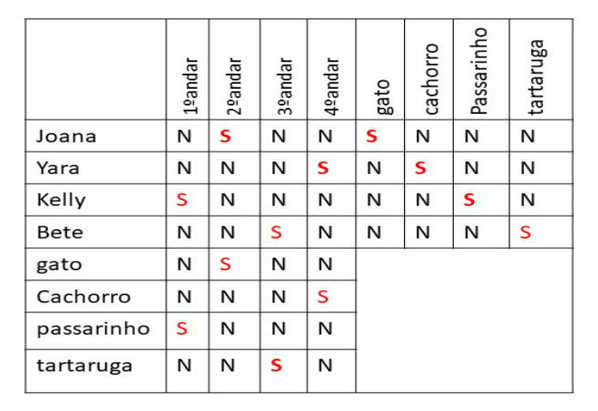 1ºandar 2ºandar 3ºandar 4ºandar gato cachorro Passarinho tartaruga
Joana N S N N S N N N
Yara N N N S N S N N
Kelly S N N N N N S N
Bete N N S N N N N S
gato N S N N
Cachorro N N N S
passarinho S N N N
tartaruga N N S N